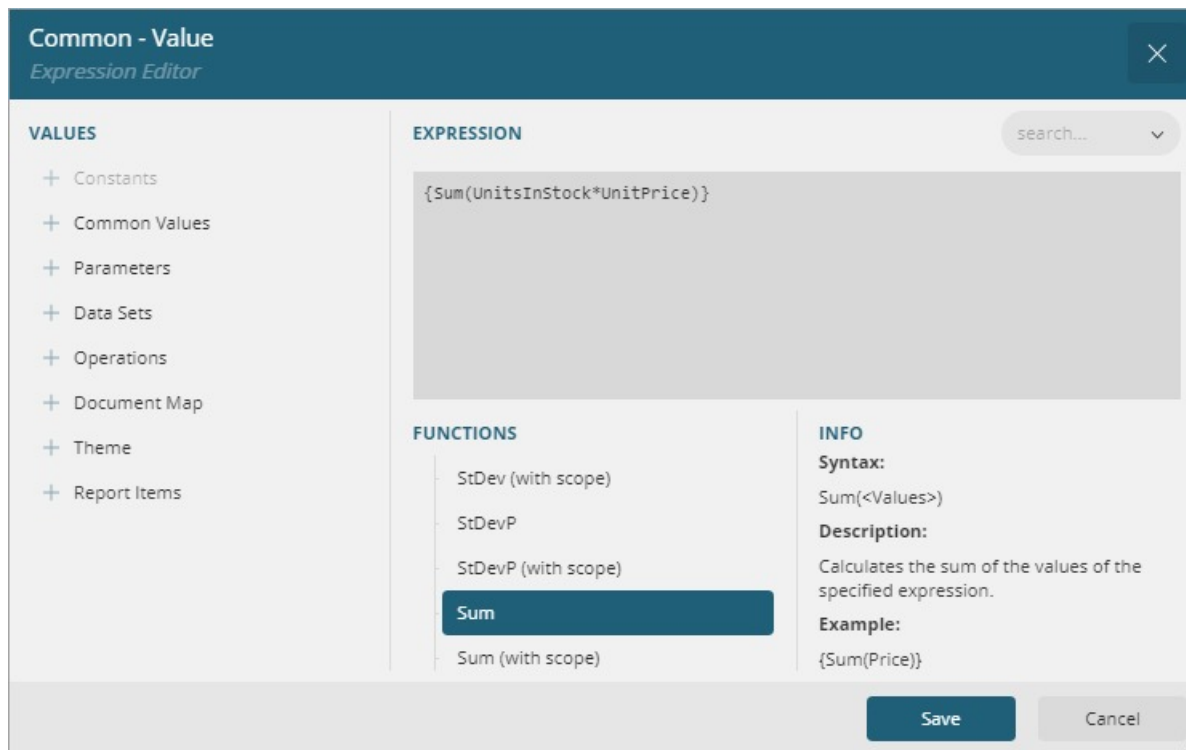 Common - Value
Expression Editor
VALUES
Constants
Common Values
Parameters
Data Sets
Operations
Document Map
Theme
Report Items
EXPRESSION
search...
{Sum(UnitsInStock*UnitPrice)}
FUNCTIONS
StDev (with scope)
StDevP
StDevP (with scope)
Sum
Sum (with scope)
INFO
Syntax:
Sum(<Values>)
Description:
Calculates the sum of the values of the
specified expression.
Example:
{Sum(Price)}
Save
Cancel